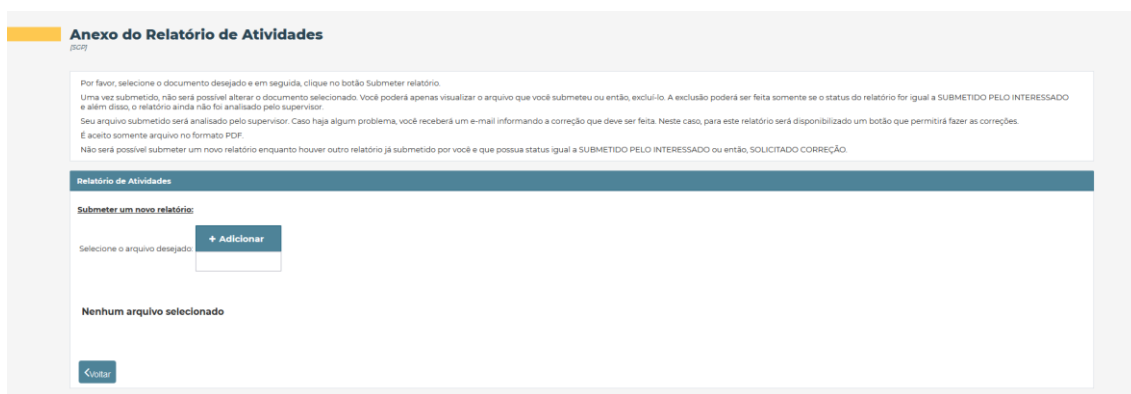 Anexo do Relatório de Atividades
[SCP]
Por favor, selecione o documento desejado e em seguida, clique no botão Submeter relatório.
Uma vez submetido, não será possível alterar o documento selecionado. Você poderá apenas visualizar o arquivo que você submeteu ou então, excluí-lo. A exclusão poderá ser feita somente se o status do relatório for igual a SUBMETIDO PELO INTERESSADO
e além disso, o relatório ainda não foi analisado pelo supervisor.
Seu arquivo submetido será analisado pelo supervisor. Caso haja algum problema, você receberá um e-mail informando a correção que deve ser feita. Neste caso, para este relatório será disponibilizado um botão que permitirá fazer as correções.
É aceito somente arquivo no formato PDF.
Não será possível submeter um novo relatório enquanto houver outro relatório já submetido por você e que possua status igual a SUBMETIDO PELO INTERESSADO ou então, SOLICITADO CORREÇÃO.
Relatório de Atividades
Submeter um novo relatório:
Selecione o arquivo desejado:
+ Adicionar
Nenhum arquivo selecionado
Voltar